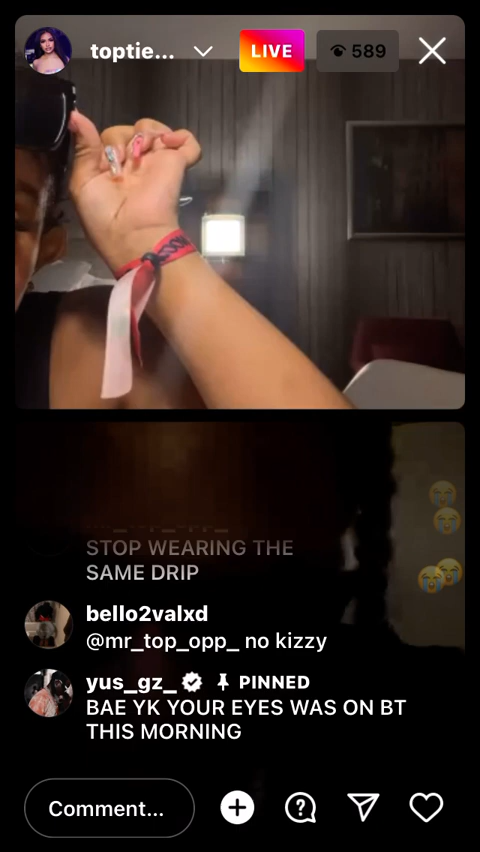 toptie...
LIVE
589
STOP WEARING THE
SAME DRIP
bello2valxd
@mr_top_opp_ no kizzy
yus_gz_ PINNED
BAE YK YOUR EYES WAS ON BT
THIS MORNING
Comment...